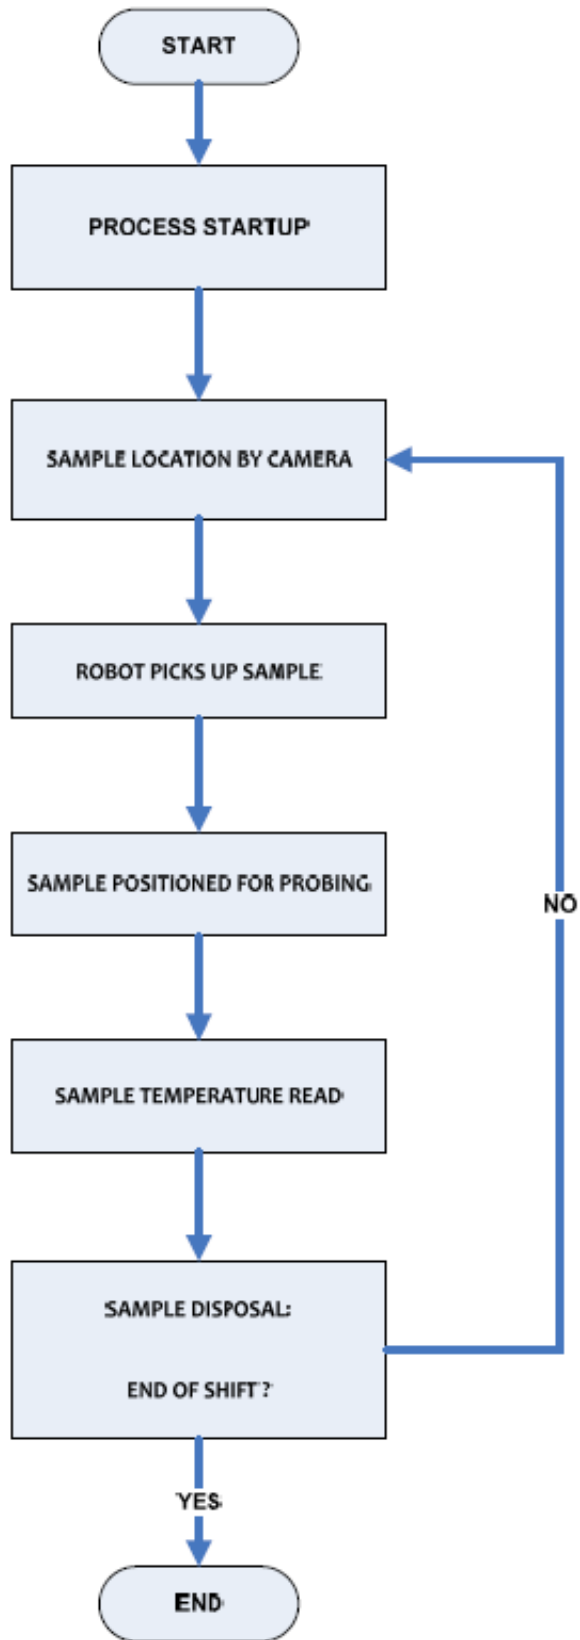 START
PROCESS STARTUP
SAMPLE LOCATION BY CAMERA
ROBOT PICKS UP SAMPLE
SAMPLE POSITIONED FOR PROBING
NO
SAMPLE TEMPERATURE READ
SAMPLE DISPOSAL:
END OF SHIFT ?
YES
END